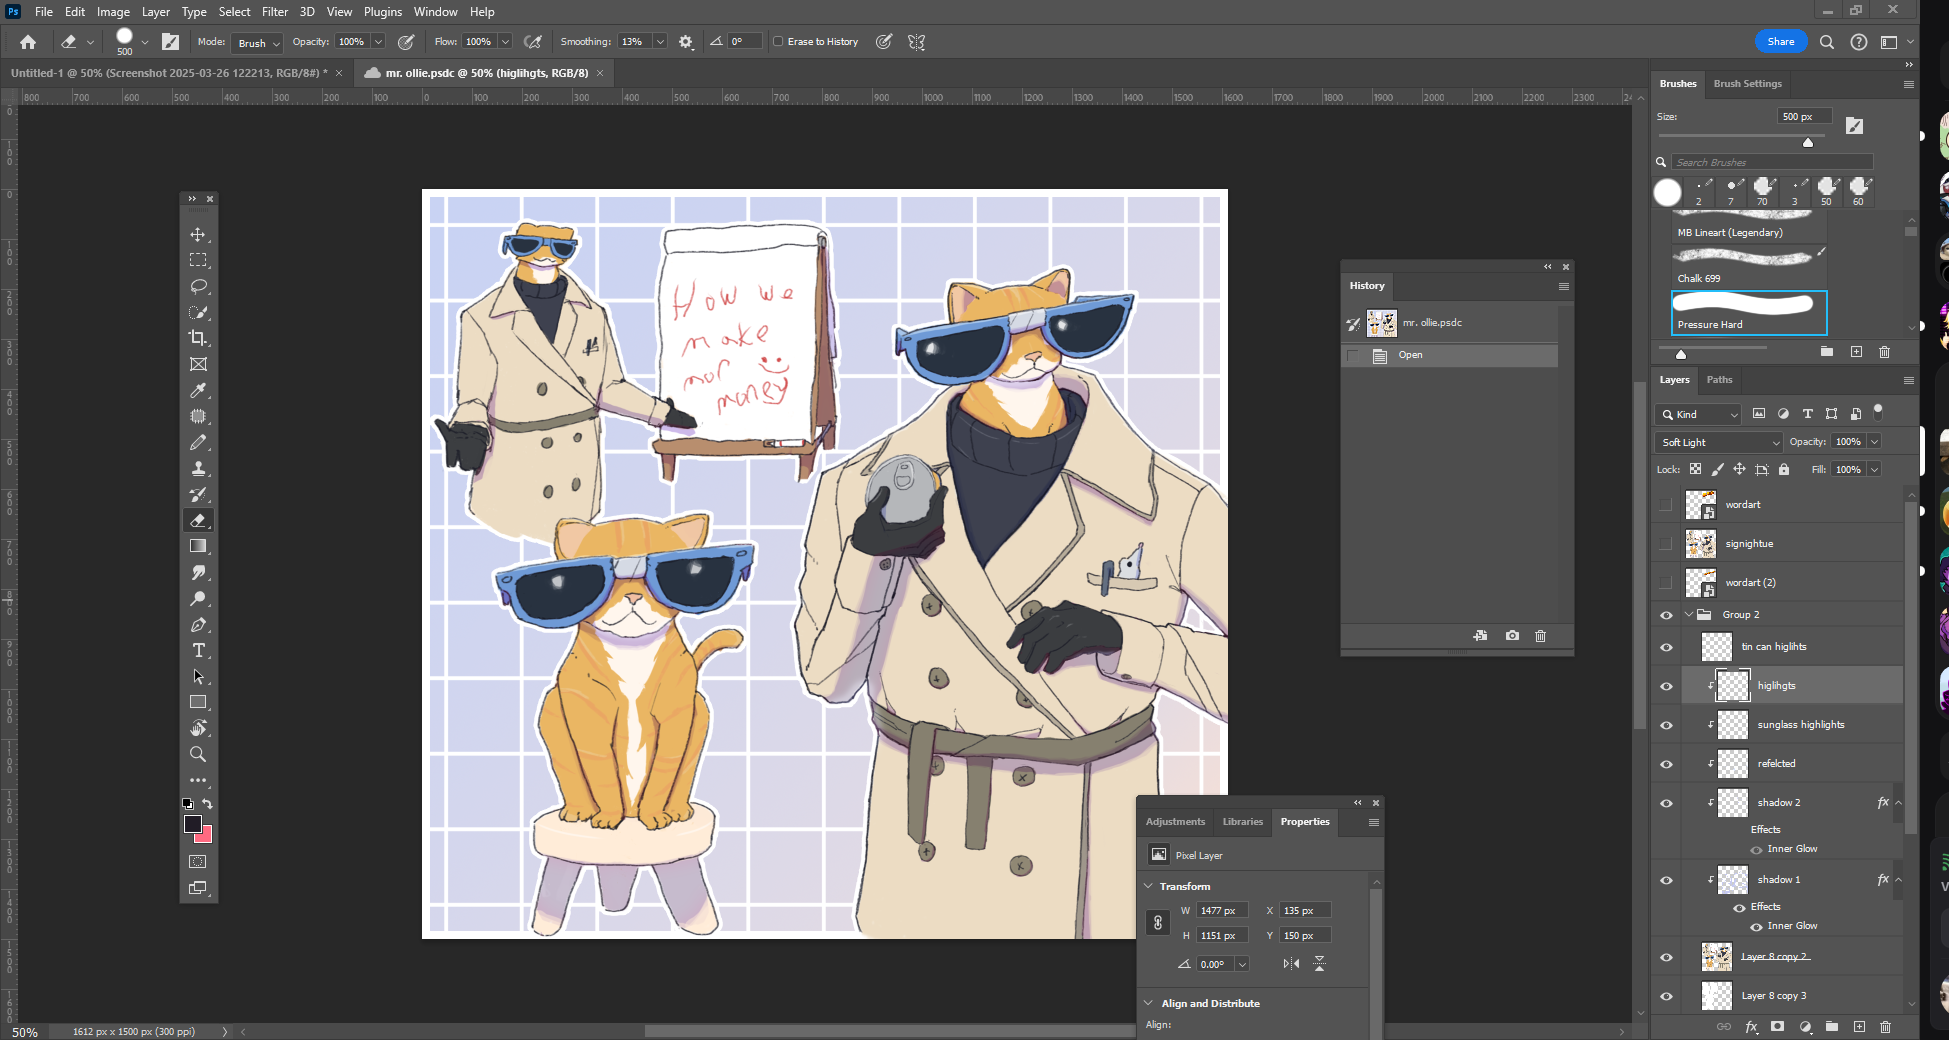 Ps File Edit Image Layer Type Select Filter 3D View Plugins Window Help
500 Mode: Brush Opacity: 100% Flow: 100% Smoothing: 13% 0° Erase to History Share
Untitled-1 @ 50% (Screenshot 2025-03-26 122213, RGB/8#) * × mr. ollie.psdc @ 50% (higlihgts, RGB/8) ×
800 700 600 500 400 300 200 100 0 100 200 300 400 500 600 700 800 900 1000 1100 1200 1300 1400 1500 1600 1700 1800 1900 2000 2100 2200 2300
How we
make
mor
money
History
mr. ollie.psdc
Open
Adjustments Libraries Properties
Pixel Layer
Transform
W 1477 px X 135 px
H 1151 px Y 150 px
0.00°
Align and Distribute
Align:
Brushes Brush Settings
Size: 500 px
Search Brushes
2 7 70 3 50 60
MB Lineart (Legendary)
Chalk 699
Pressure Hard
Layers Paths
Kind
Soft Light Opacity: 100%
Lock: Fill: 100%
wordart
signightue
wordart (2)
Group 2
tin can higlihts
higlihgts
sunglass highlights
refelcted
shadow 2 fx
Effects
Inner Glow
shadow 1 fx
Effects
Inner Glow
Layer 8 copy 2
Layer 8 copy 3
50% 1612 px x 1500 px (300 ppi)